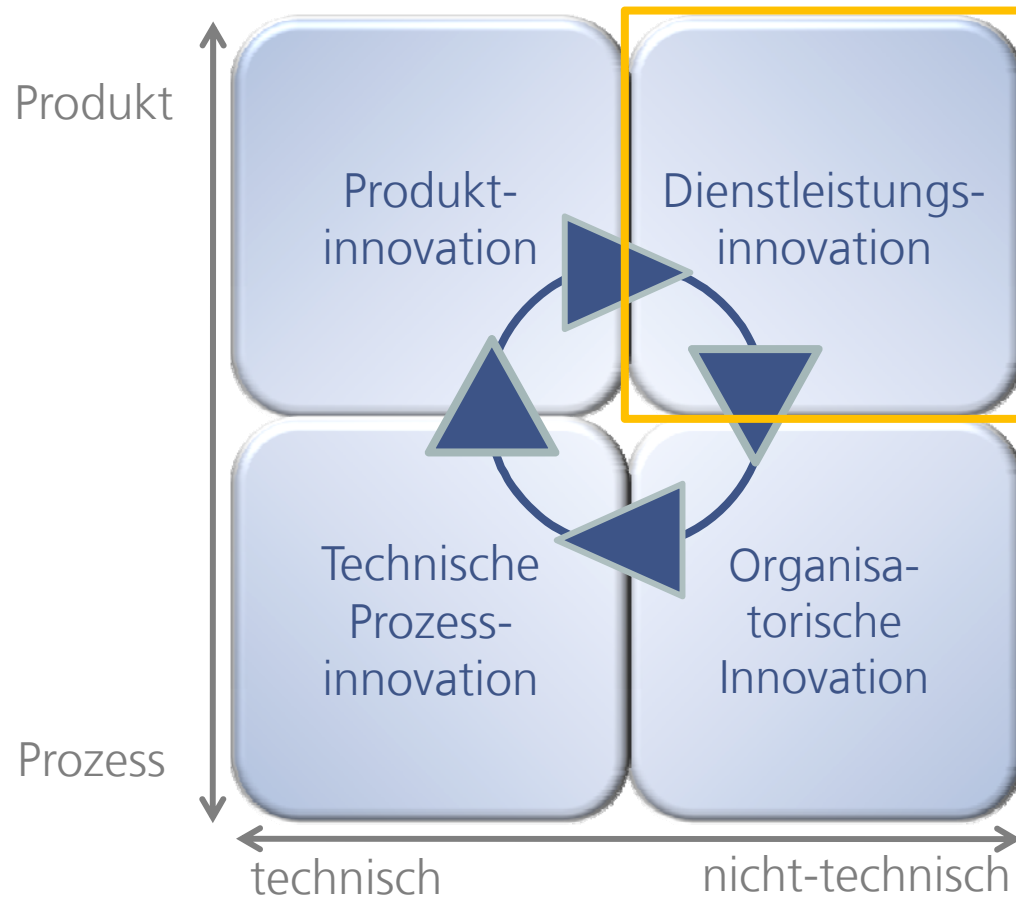 Produkt
Produkt-
innovation
Dienstleistungs-
innovation
Technische
Prozess-
innovation
Organisa-
torische
Innovation
Prozess
technisch
nicht-technisch